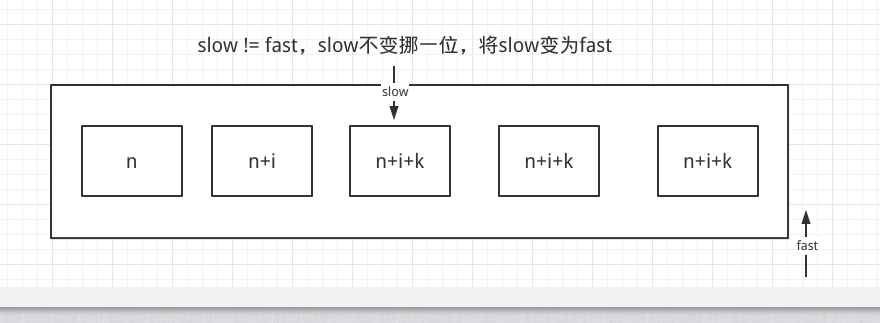 slow != fast，slow不变挪一位，将slow变为fast
slow
n
n+i
n+i+k
n+i+k
n+i+k
fast